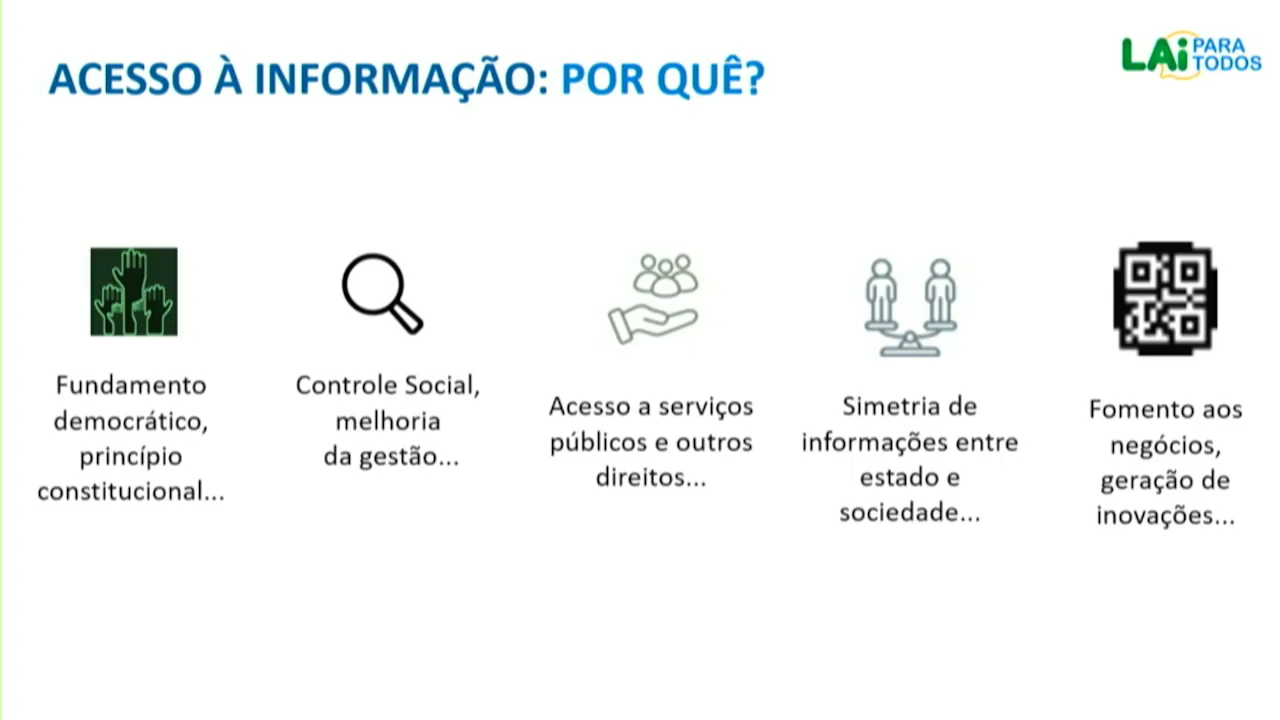 ACESSO À INFORMAÇÃO: POR QUÊ?
LAi PARA
TODOS
Fundamento
democrático,
princípio
constitucional...
Controle Social,
melhoria
da gestão...
Acesso a serviços
públicos e outros
direitos...
Simetria de
informações entre
estado e
sociedade...
Fomento aos
negócios,
geração de
inovações...